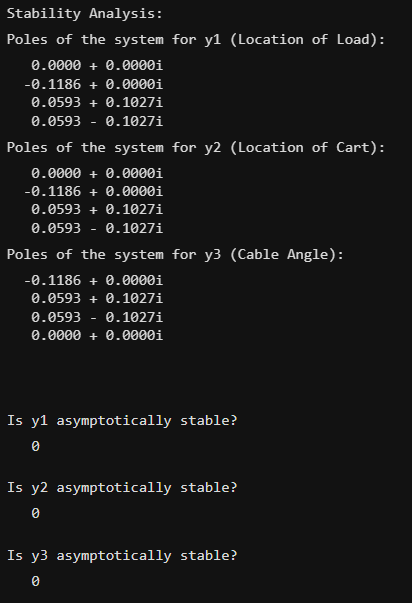 Stability Analysis:
Poles of the system for y1 (Location of Load):
0.0000 + 0.0000i
-0.1186 + 0.0000i
0.0593 + 0.1027i
0.0593 - 0.1027i
Poles of the system for y2 (Location of Cart):
0.0000 + 0.0000i
-0.1186 + 0.0000i
0.0593 + 0.1027i
0.0593 - 0.1027i
Poles of the system for y3 (Cable Angle):
-0.1186 + 0.0000i
0.0593 + 0.1027i
0.0593 - 0.1027i
0.0000 + 0.0000i
Is y1 asymptotically stable?
0
Is y2 asymptotically stable?
0
Is y3 asymptotically stable?
0